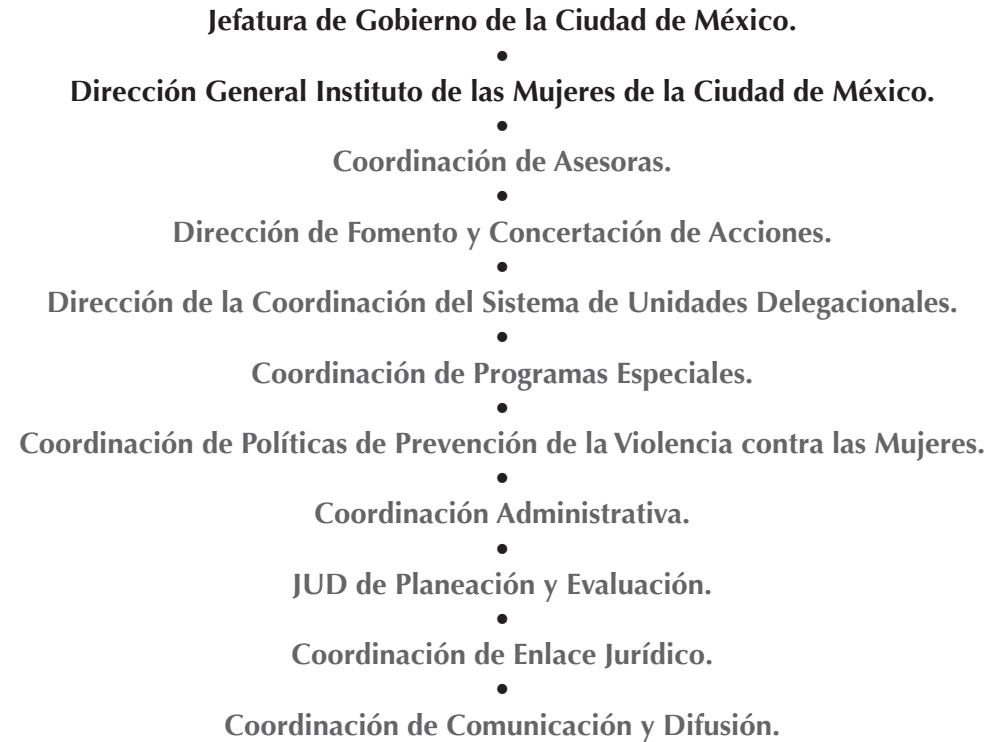 Jefatura de Gobierno de la Ciudad de México.
•
Dirección General Instituto de las Mujeres de la Ciudad de México.
•
Coordinación de Asesoras.
•
Dirección de Fomento y Concertación de Acciones.
•
Dirección de la Coordinación del Sistema de Unidades Delegacionales.
•
Coordinación de Programas Especiales.
•
Coordinación de Políticas de Prevención de la Violencia contra las Mujeres.
•
Coordinación Administrativa.
•
JUD de Planeación y Evaluación.
•
Coordinación de Enlace Jurídico.
•
Coordinación de Comunicación y Difusión.